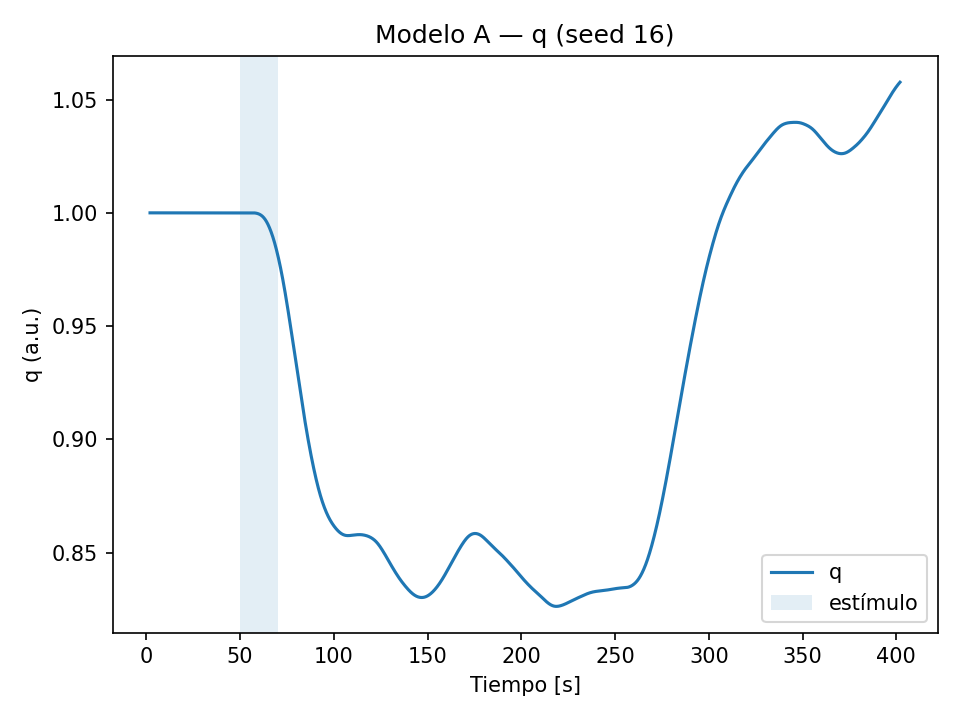 Modelo A — q (seed 16)
q (a.u.)
1.05
1.00
0.95
0.90
0.85
0 50 100 150 200 250 300 350 400
Tiempo [s]
q
estímulo